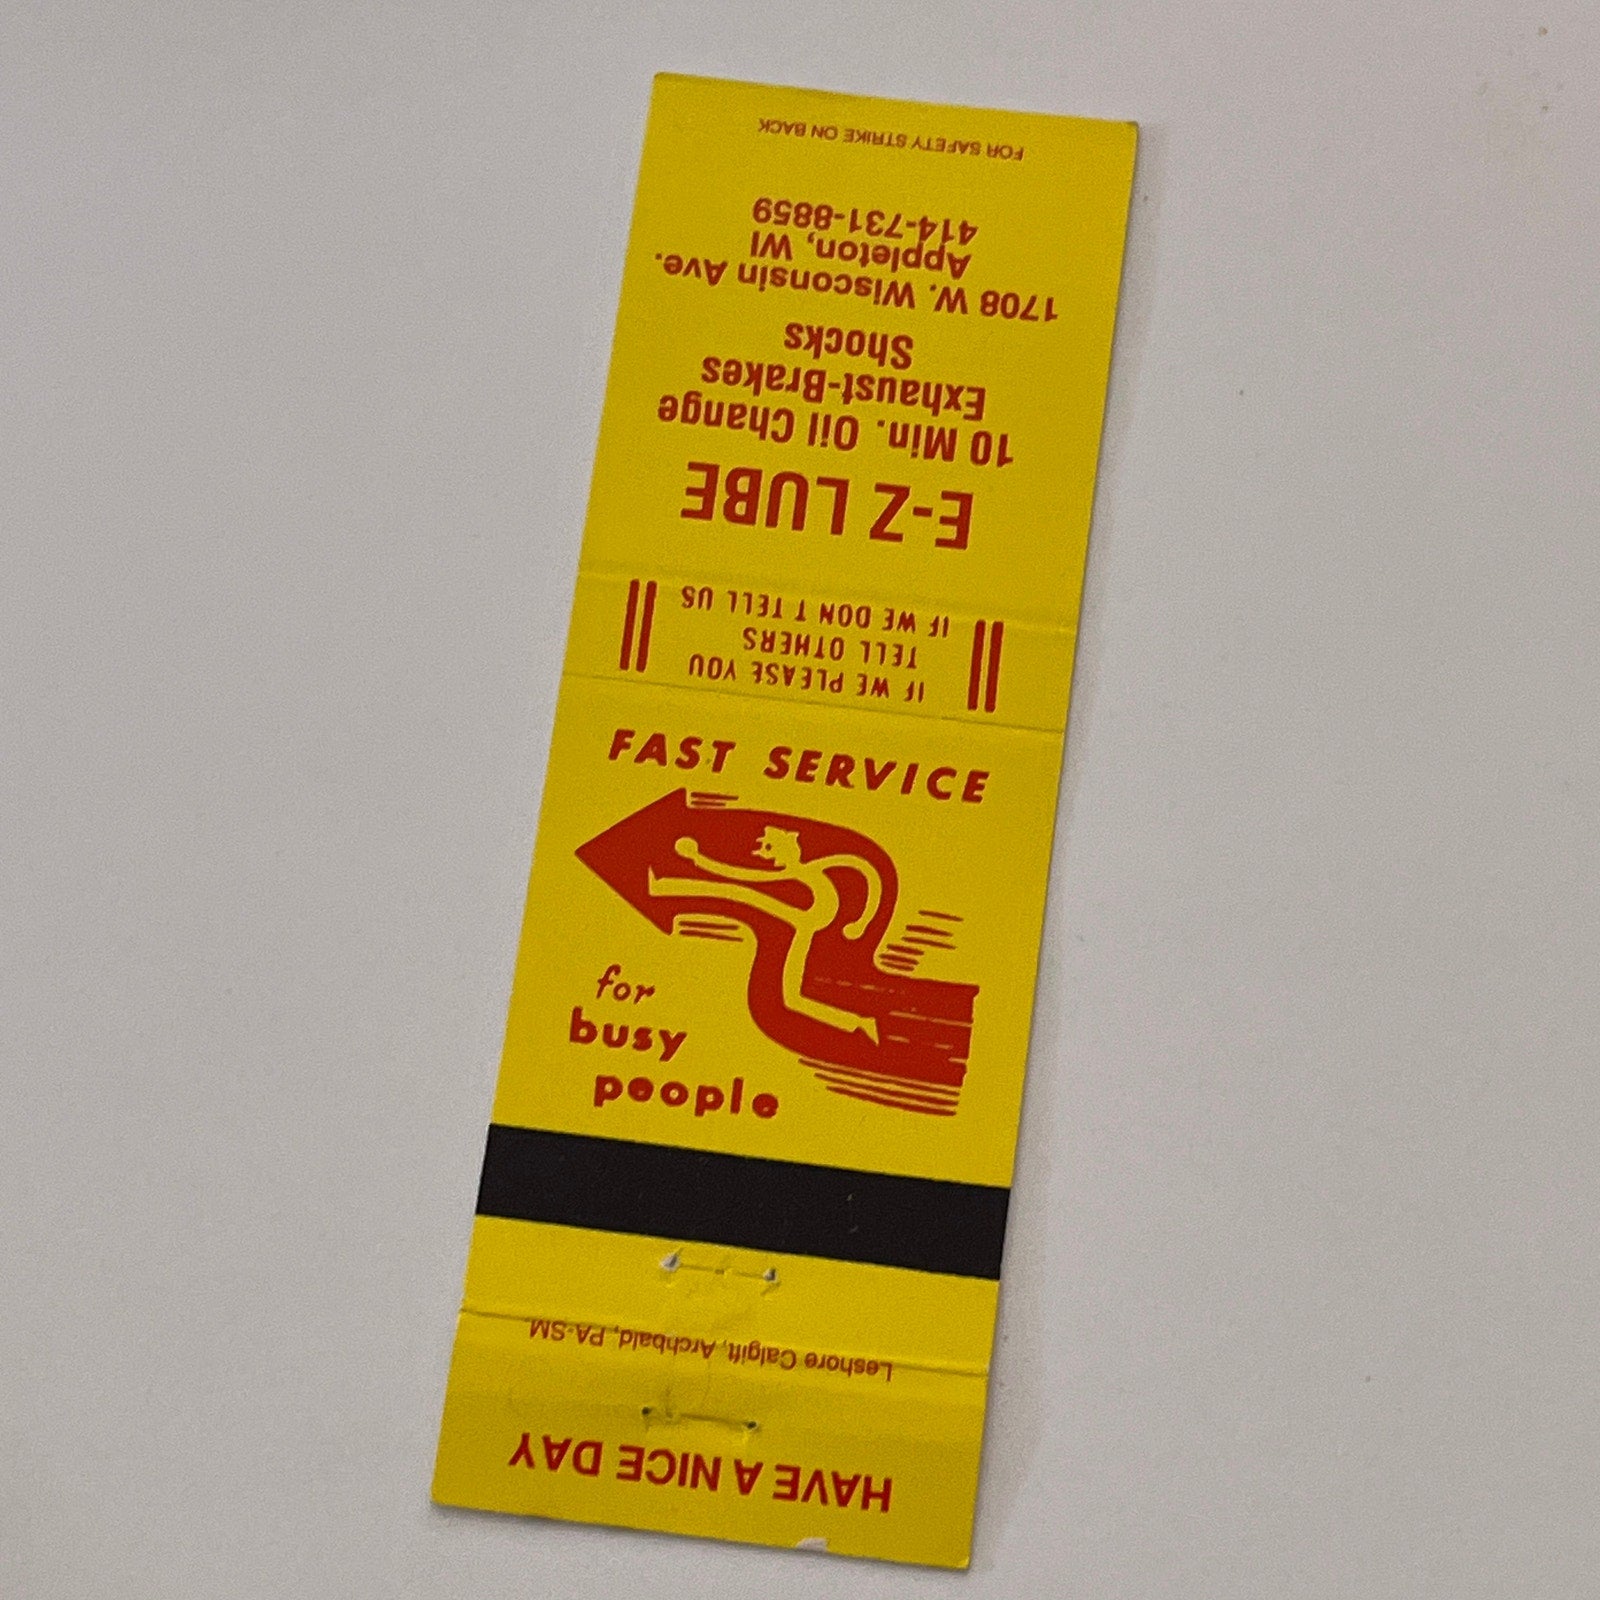 FOR SAFETY STRIKE ON BACK
E-Z LUBE
10 Min. Oil Change
Exhaust-Brakes
Shocks
1708 W. Wisconsin Ave.
Appleton, WI
414-731-8859
IF WE PLEASE YOU
TELL OTHERS
IF WE DON T TELL US
FAST SERVICE
for
busy
people
Leshore Calgift, Archbald, PA-SM
HAVE A NICE DAY